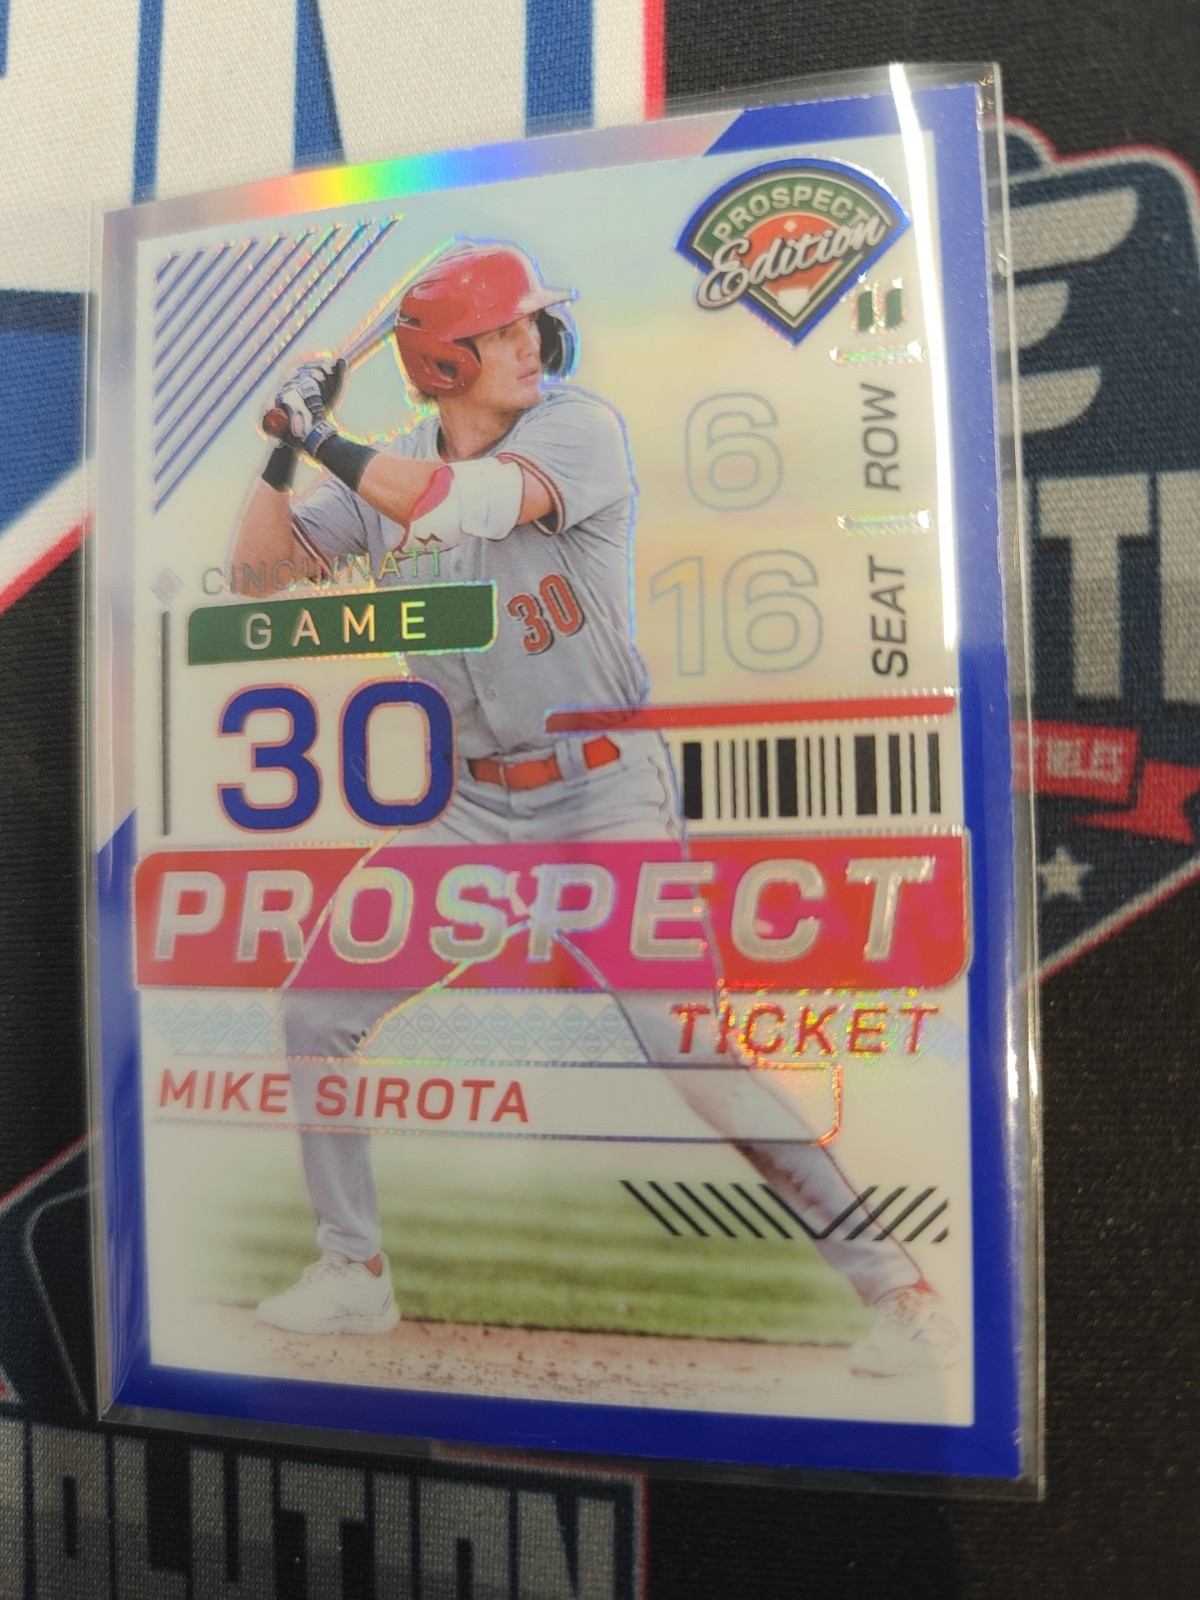 PROSPECT
Edition
ROW
6
SEAT
16
CINCINNATI
GAME
30
30
PROSPECT
TICKET
MIKE SIROTA